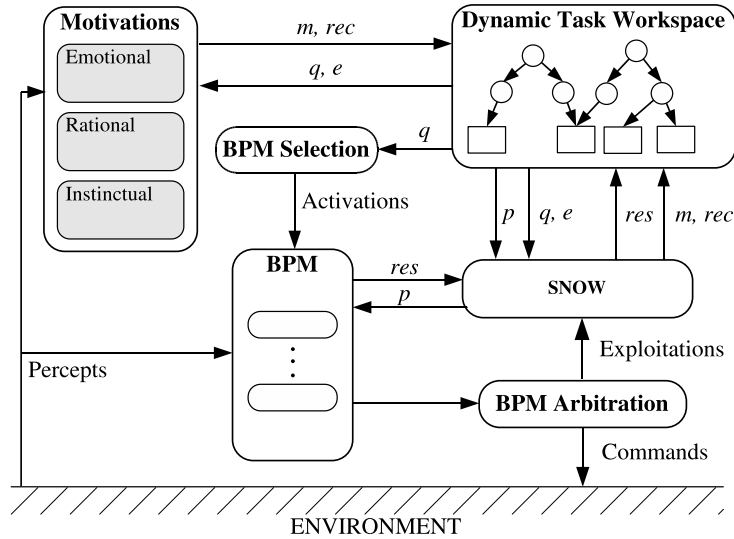 Motivations
Emotional
Rational
Instinctual
m, rec
q, e
Dynamic Task Workspace
BPM Selection
q
Activations
p
q, e
res
m, rec
BPM
res
p
SNOW
Percepts
Exploitations
BPM Arbitration
Commands
ENVIRONMENT